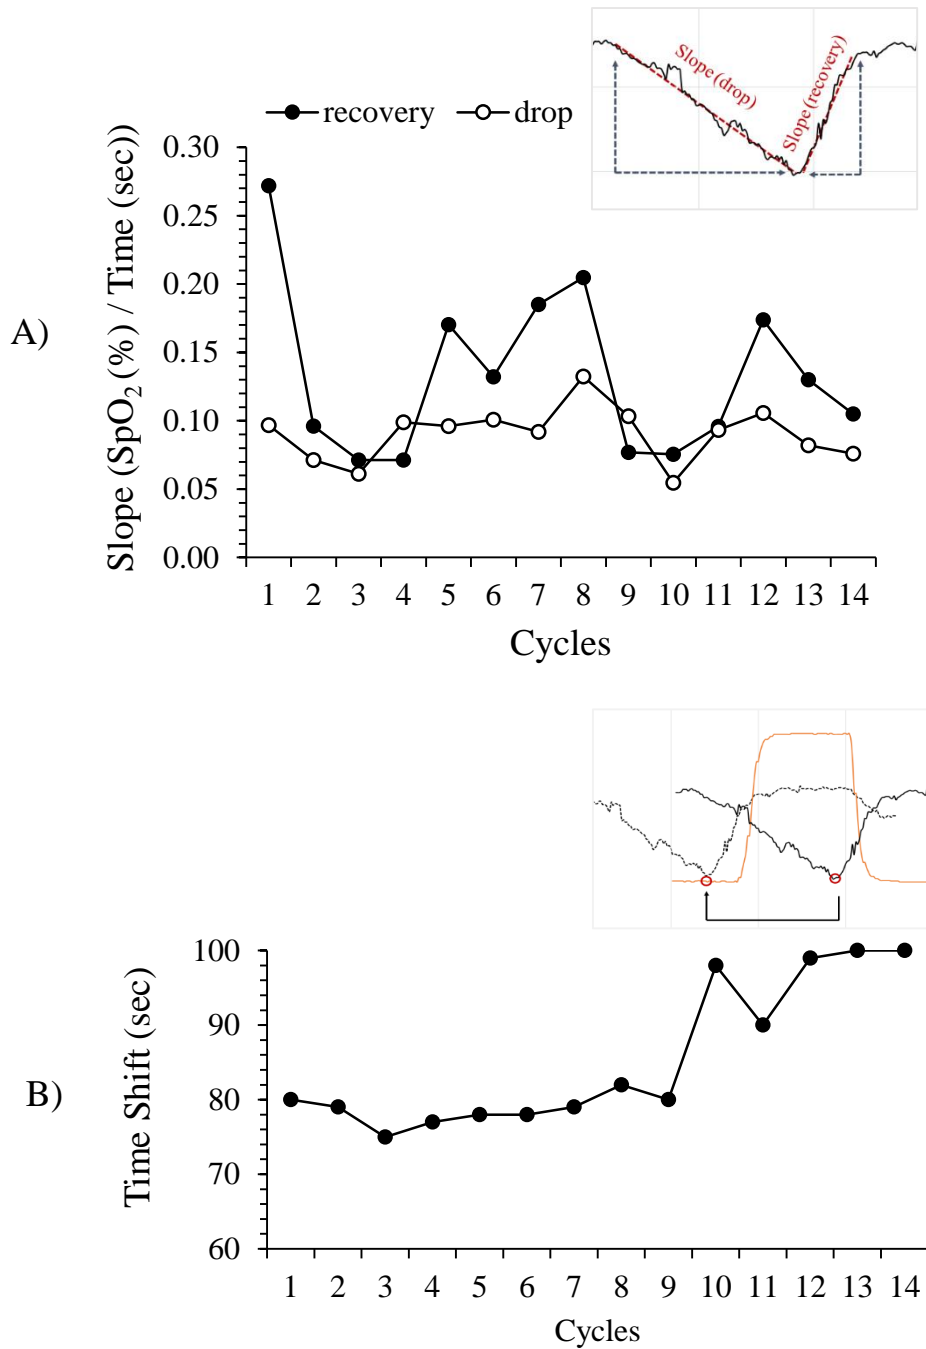 Slope (drop)
Slope (recovery)
recovery
drop
A)
Slope (SpO₂ (%) / Time (sec))
0.30
0.25
0.20
0.15
0.10
0.05
0.00
1 2 3 4 5 6 7 8 9 10 11 12 13 14
Cycles
B)
Time Shift (sec)
100
90
80
70
60
1 2 3 4 5 6 7 8 9 10 11 12 13 14
Cycles